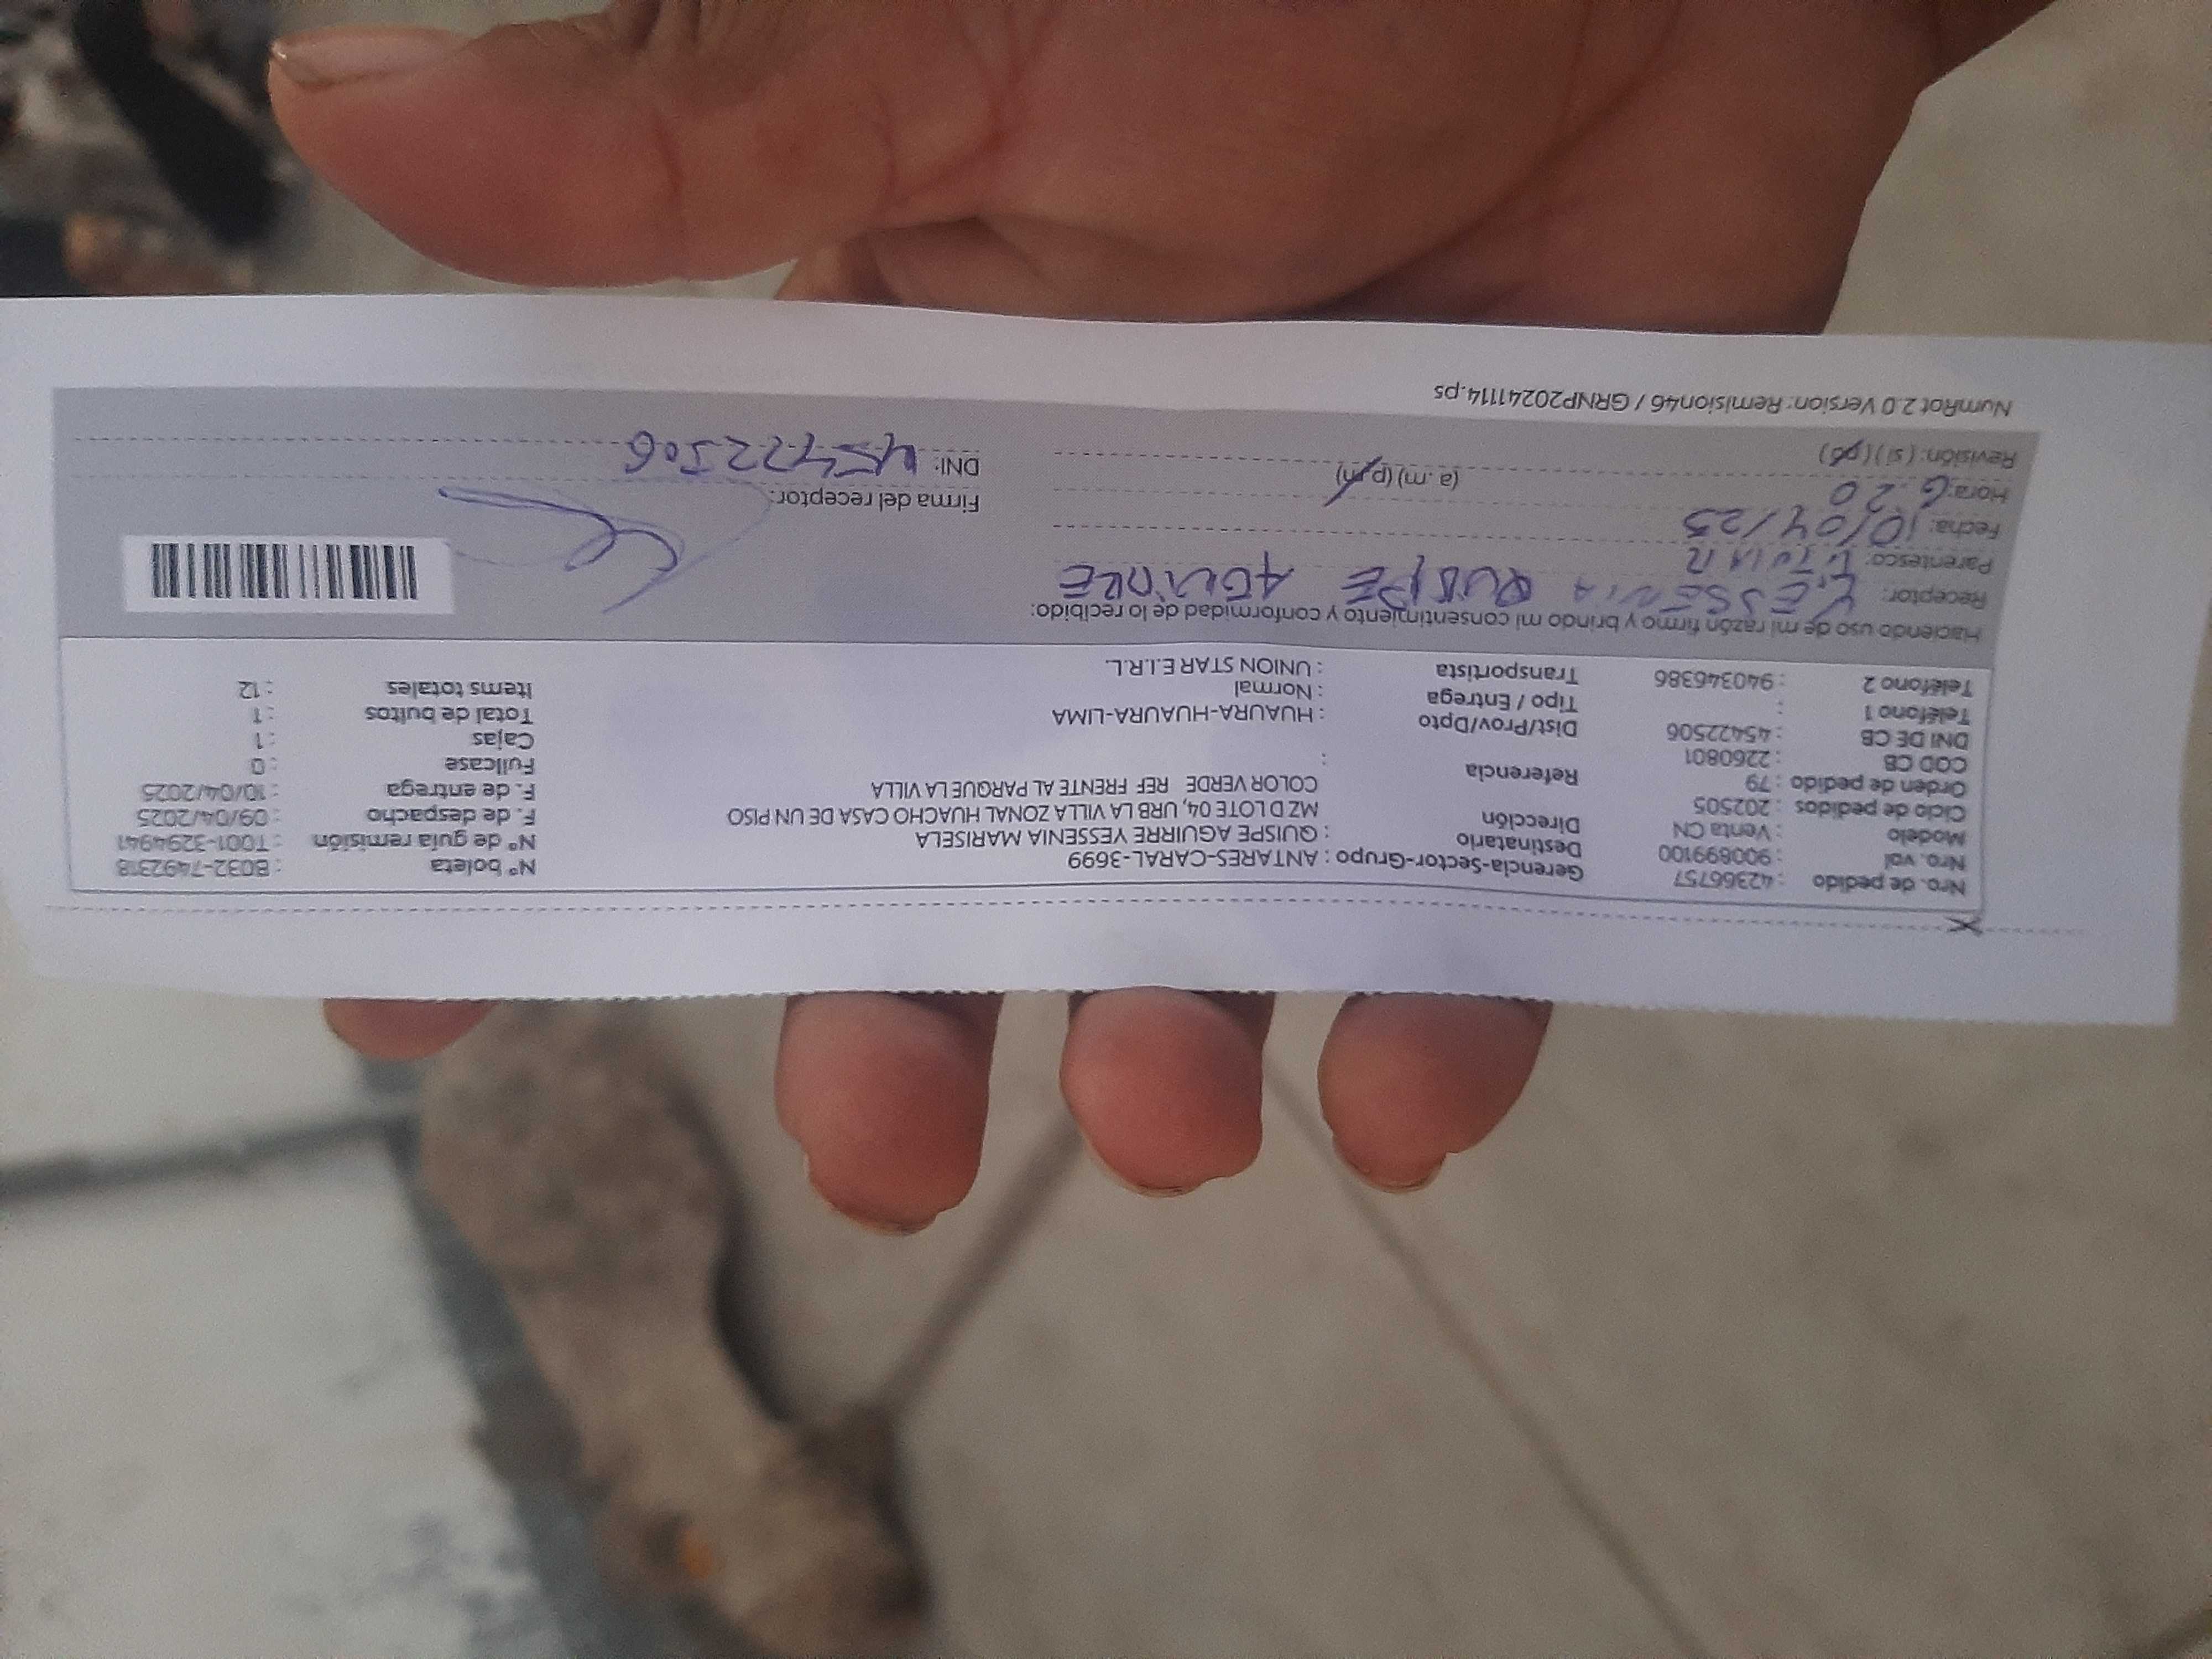 Nro. de pedido : 42366757
Nro. val : 900899100
Modelo : Venta CN
Ciclo de pedidos : 202505
Orden de pedido : 79
COD CB : 2260801
DNI DE CB : 45422506
Teléfono 1 :
Teléfono 2 : 940346386
Gerencia-Sector-Grupo : ANTARES-CARAL-3699
Destinatario : QUISPE AGUIRRE YESSENIA MARISELA
Dirección MZ D LOTE 04, URB LA VILLA ZONAL HUACHO CASA DE UN PISO
COLOR VERDE REF FRENTE AL PARQUE LA VILLA
Referencia :
Dist/Prov/Dpto : HUAURA-HUAURA-LIMA
Tipo / Entrega : Normal
Transportista : UNION STAR E.I.R.L.
N° boleta : B032-7492318
N° de guía remisión : T001-3294941
F. de despacho : 09/04/2025
F. de entrega : 10/04/2025
Fullcase : 0
Cajas : 1
Total de bultos : 1
Items totales : 12
Haciendo uso de mi razón firmo y brindo mi consentimiento y conformidad de lo recibido:
Receptor: YESSENIA QUISPE AGUIRRE
Parentesco:
Fecha: 10/04/25
Hora: 6.20 (a.m) (p.m)
Revisión: ( si ) ( no )
Firma del receptor:
DNI: 45422506
NumRot 2.0 Version: Remision46 / GRNP20241114.ps